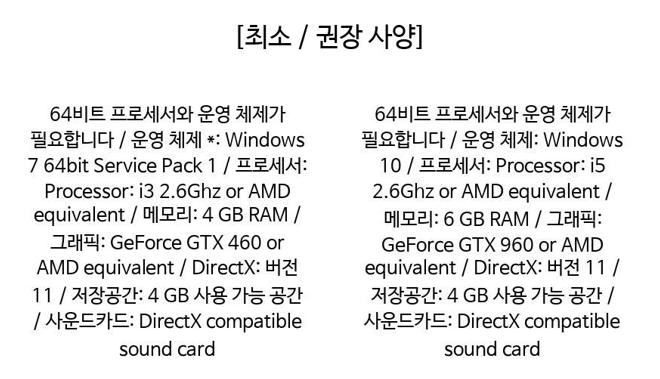 [최소 / 권장 사양]
64비트 프로세서와 운영 체제가
필요합니다 / 운영 체제 *: Windows
7 64bit Service Pack 1 / 프로세서:
Processor: i3 2.6Ghz or AMD
equivalent / 메모리: 4 GB RAM /
그래픽: GeForce GTX 460 or
AMD equivalent / DirectX: 버전
11 / 저장공간: 4 GB 사용 가능 공간
/ 사운드카드: DirectX compatible
sound card
64비트 프로세서와 운영 체제가
필요합니다 / 운영 체제: Windows
10 / 프로세서: Processor: i5
2.6Ghz or AMD equivalent /
메모리: 6 GB RAM / 그래픽:
GeForce GTX 960 or AMD
equivalent / DirectX: 버전 11 /
저장공간: 4 GB 사용 가능 공간 /
사운드카드: DirectX compatible
sound card